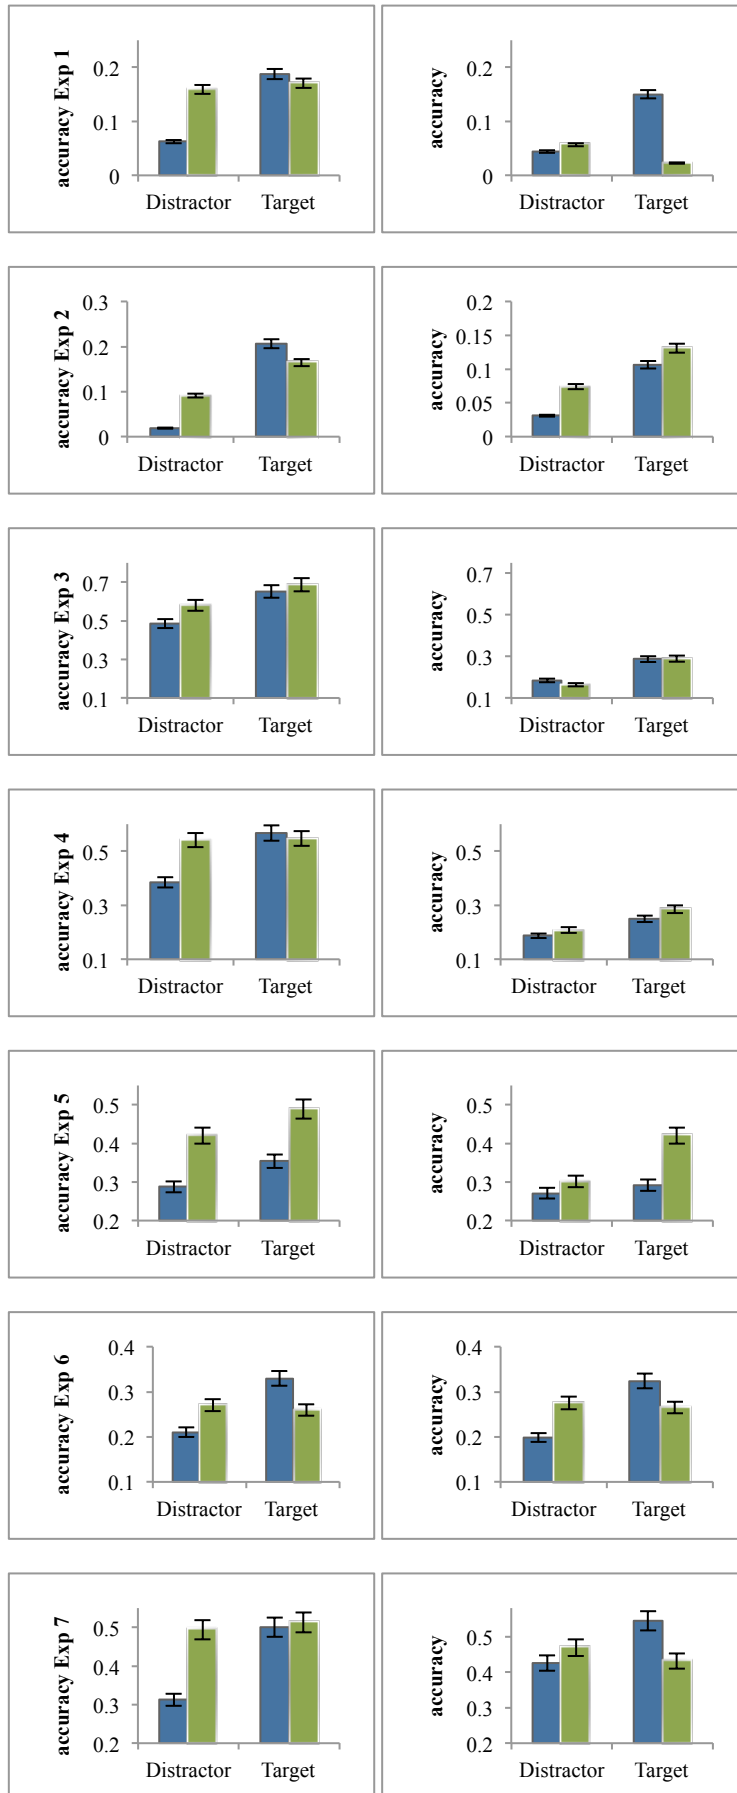 accuracy Exp 1
0.2
0.1
0
Distractor Target
accuracy
0.2
0.1
0
Distractor Target
accuracy Exp 2
0.3
0.2
0.1
0
Distractor Target
accuracy
0.2
0.15
0.1
0.05
0
Distractor Target
accuracy Exp 3
0.7
0.5
0.3
0.1
Distractor Target
accuracy
0.7
0.3
0.1
Distractor Target
accuracy Exp 4
0.5
0.3
0.1
Distractor Target
accuracy
0.5
0.3
0.1
Distractor Target
accuracy Exp 5
0.5
0.4
0.3
0.2
Distractor Target
accuracy
0.5
0.4
0.3
0.2
Distractor Target
accuracy Exp 6
0.4
0.3
0.2
0.1
Distractor Target
accuracy
0.4
0.3
0.2
0.1
Distractor Target
accuracy Exp 7
0.5
0.4
0.3
0.2
Distractor Target
accuracy
0.5
0.4
0.3
0.2
Distractor Target